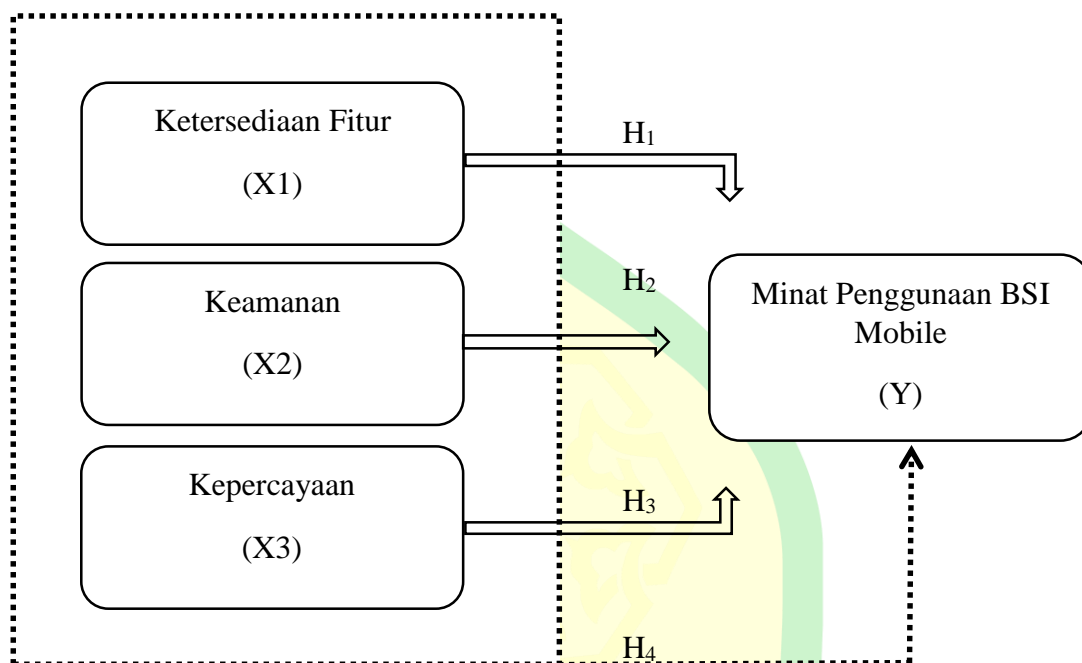 Ketersediaan Fitur
(X1)
H₁
Keamanan
(X2)
H₂
Minat Penggunaan BSI
Mobile
(Y)
Kepercayaan
(X3)
H₃
H₄